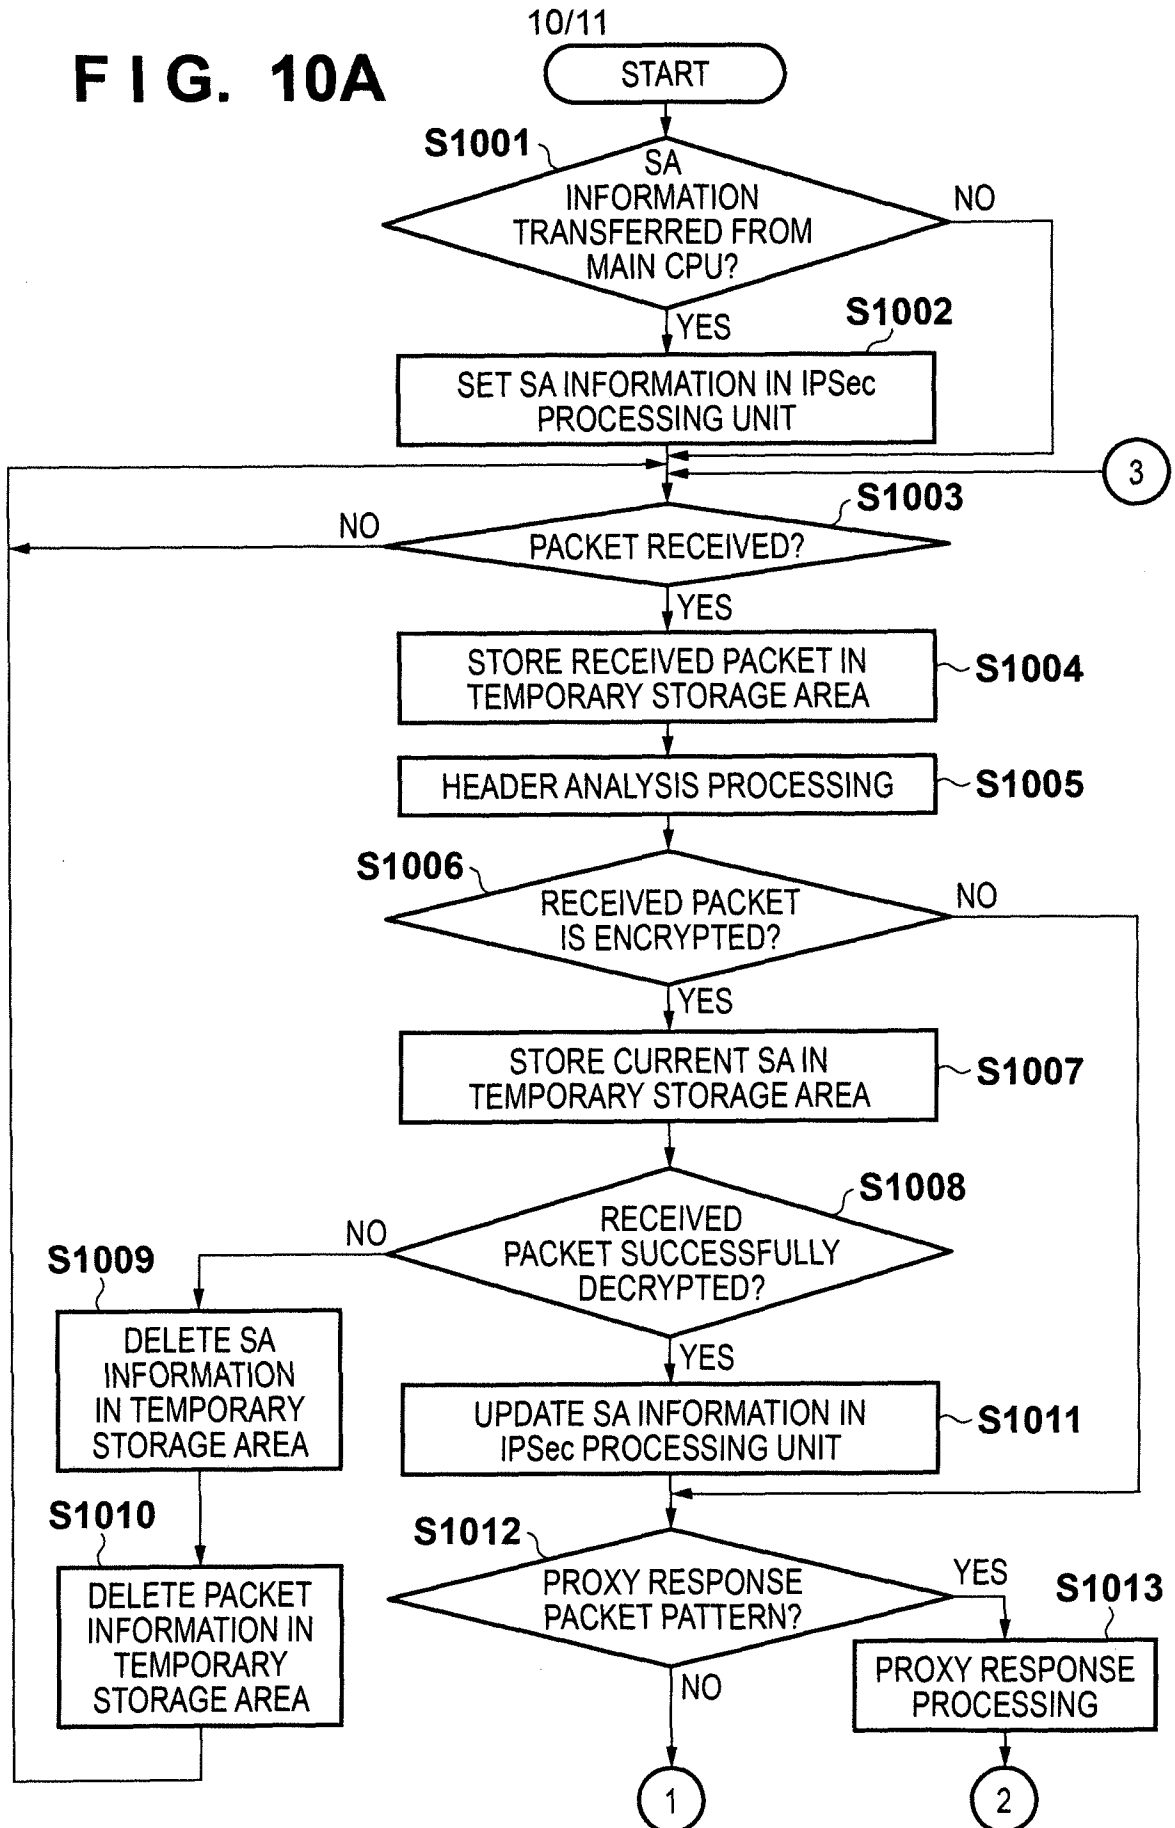 10/11
FIG. 10A
START
S1001
SA
INFORMATION
TRANSFERRED FROM
MAIN CPU?
NO
YES
S1002
SET SA INFORMATION IN IPSec
PROCESSING UNIT
3
S1003
NO
PACKET RECEIVED?
YES
STORE RECEIVED PACKET IN
TEMPORARY STORAGE AREA
S1004
HEADER ANALYSIS PROCESSING
S1005
S1006
RECEIVED PACKET
IS ENCRYPTED?
NO
YES
STORE CURRENT SA IN
TEMPORARY STORAGE AREA
S1007
S1008
NO
RECEIVED
PACKET SUCCESSFULLY
DECRYPTED?
S1009
DELETE SA
INFORMATION
IN TEMPORARY
STORAGE AREA
YES
UPDATE SA INFORMATION IN
IPSec PROCESSING UNIT
S1011
S1010
DELETE PACKET
INFORMATION IN
TEMPORARY
STORAGE AREA
S1012
PROXY RESPONSE
PACKET PATTERN?
YES
S1013
PROXY RESPONSE
PROCESSING
NO
1
2